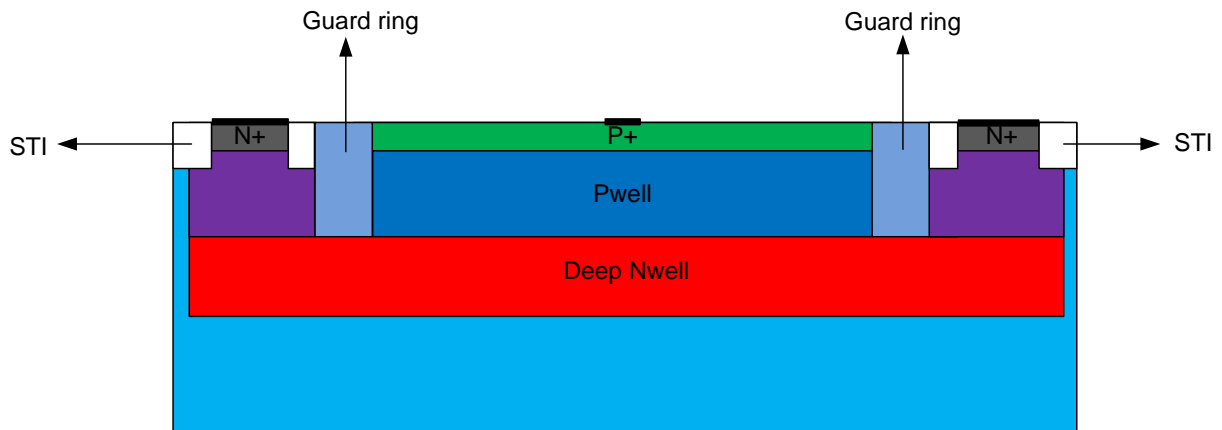 Guard ring
Guard ring
STI
N+
P+
N+
STI
Pwell
Deep Nwell